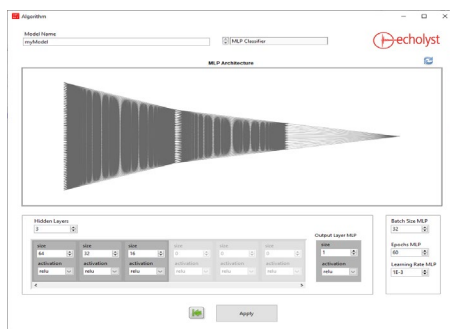 Algorithm
Model Name
myModel
MLP Classifier
echolyst
MLP Architecture
Hidden Layers
3
size size size size size size
64 32 16 0 0 0
activation activation activation activation activation activation
relu relu relu relu relu relu
Output Layer MLP
size
1
activation
relu
Batch Size MLP
32
Epochs MLP
60
Learning Rate MLP
1E-3
Apply